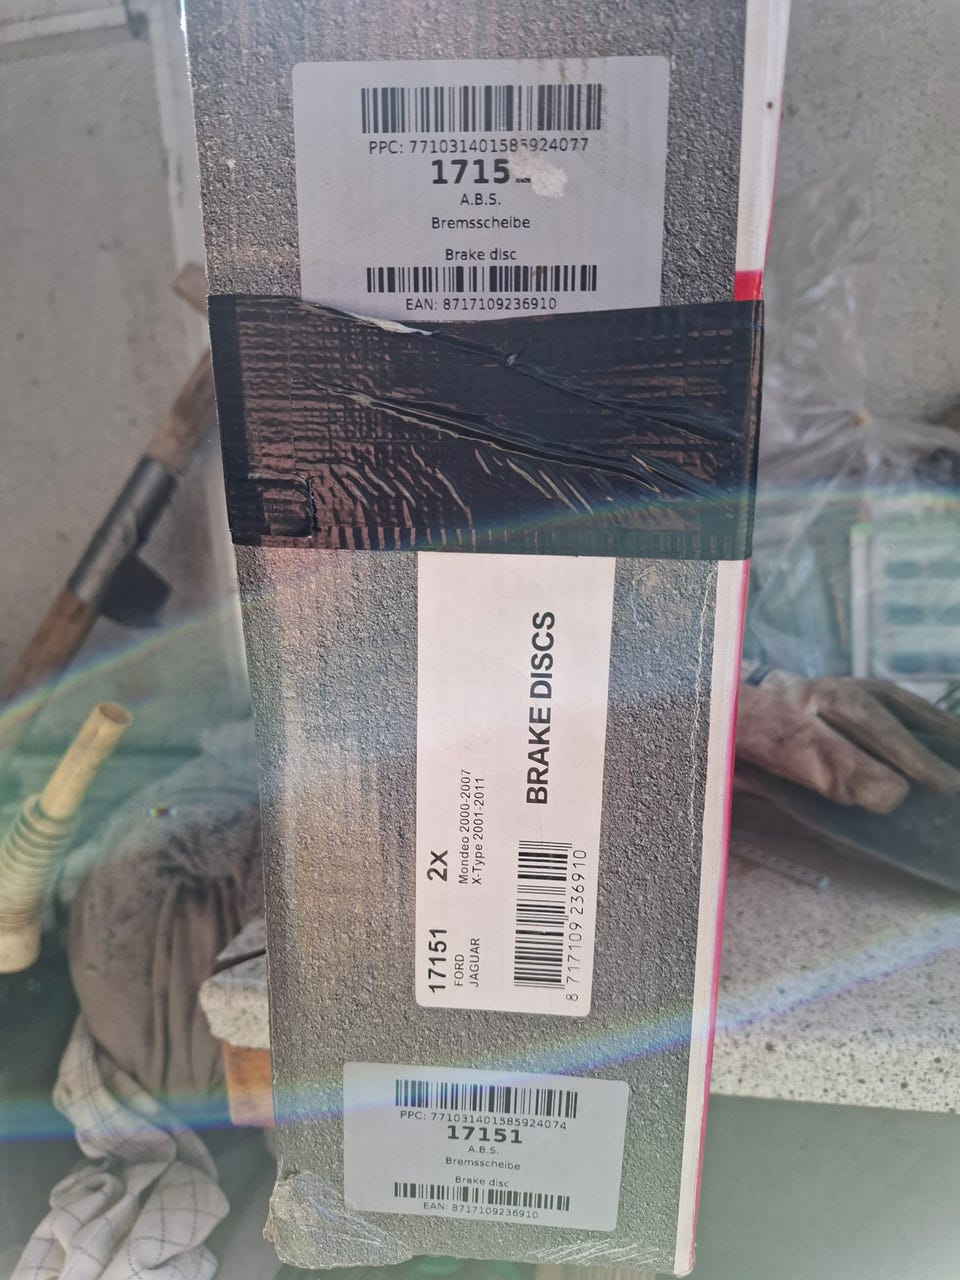 PPC: 771031401585924077
1715
A.B.S.
Bremsscheibe
Brake disc
EAN: 8717109236910
17151 2X
FORD Mondeo 2000-2007
JAGUAR X-Type 2001-2011
BRAKE DISCS
8 717109 236910
PPC: 771031401585924074
17151
A.B.S.
Bremsscheibe
Brake disc
EAN: 8717109236910